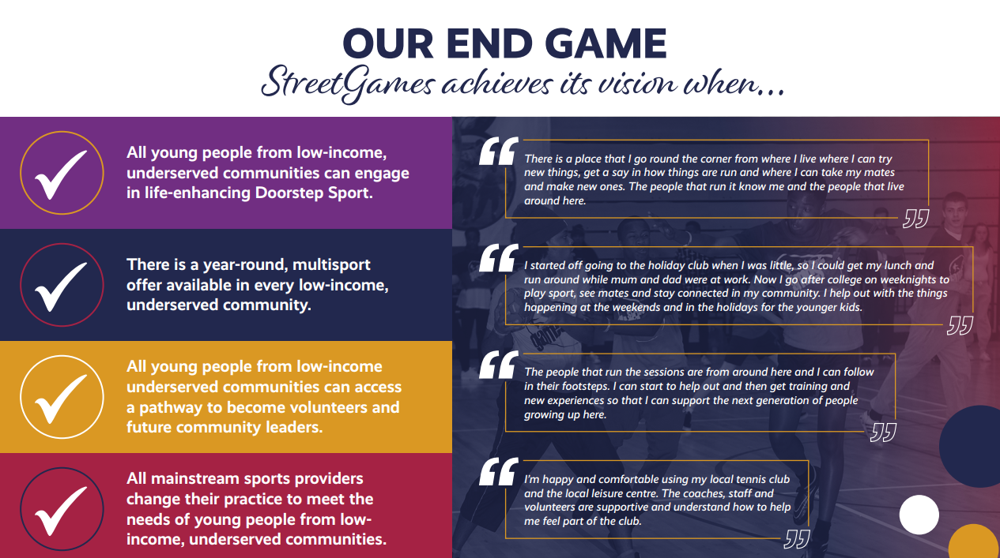 OUR END GAME
StreetGames achieves its vision when...
All young people from low-income,
underserved communities can engage
in life-enhancing Doorstep Sport.
There is a place that I go round the corner from where I live where I can try
new things, get a say in how things are run and where I can take my mates
and make new ones. The people that run it know me and the people that live
around here.
There is a year-round, multisport
offer available in every low-income,
underserved community.
I started off going to the holiday club when I was little, so I could get my lunch and
run around while mum and dad were at work. Now I go after college on weeknights to
play sport, see mates and stay connected in my community. I help out with the things
happening at the weekends and in the holidays for the younger kids.
All young people from low-income
underserved communities can access
a pathway to become volunteers and
future community leaders.
The people that run the sessions are from around here and I can follow
in their footsteps. I can start to help out and then get training and
new experiences so that I can support the next generation of people
growing up here.
All mainstream sports providers
change their practice to meet the
needs of young people from low-
income, underserved communities.
I'm happy and comfortable using my local tennis club
and the local leisure centre. The coaches, staff and
volunteers are supportive and understand how to help
me feel part of the club.